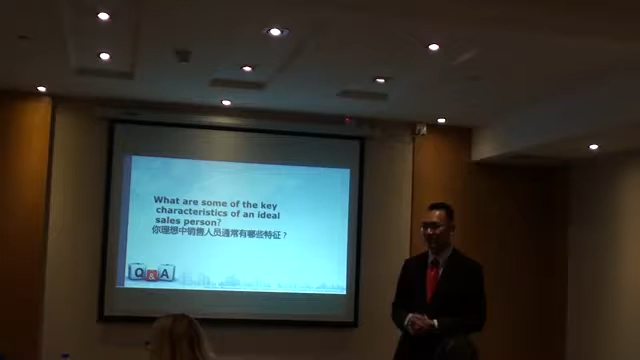 What are some of the key
characteristics of an ideal
sales person?
你理想中销售人员通常有哪些特征？
Q&A